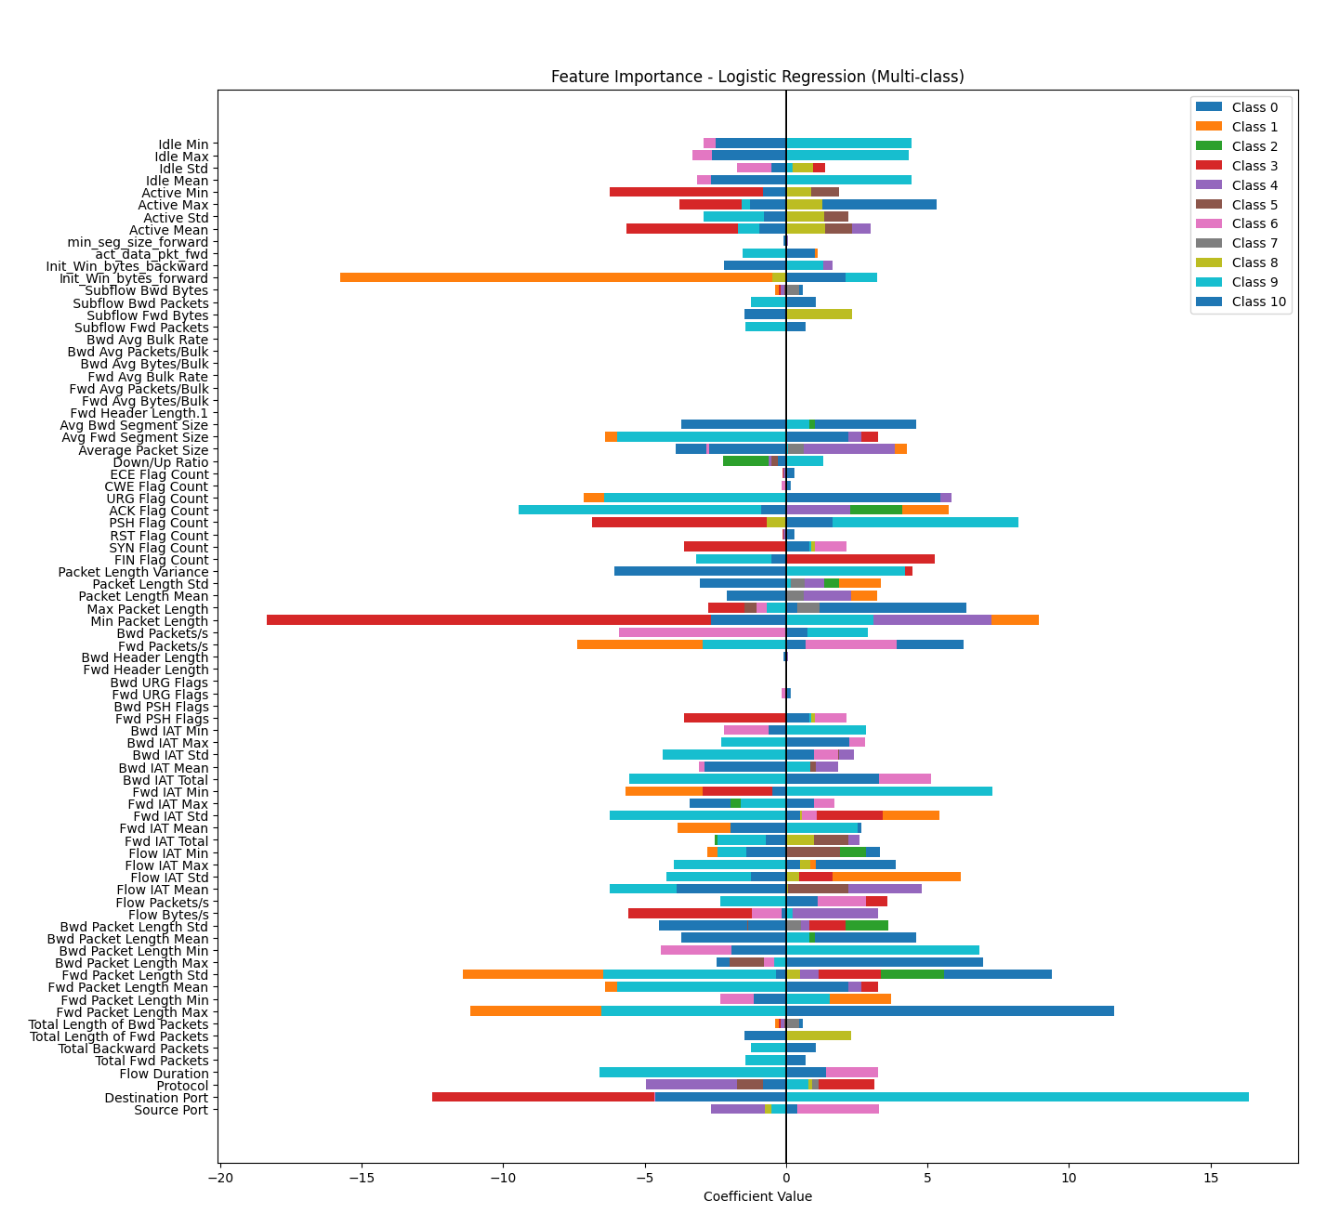 Feature Importance - Logistic Regression (Multi-class)
Class 0
Class 1
Class 2
Class 3
Class 4
Class 5
Class 6
Class 7
Class 8
Class 9
Class 10
Idle Min
Idle Max
Idle Std
Idle Mean
Active Min
Active Max
Active Std
Active Mean
min_seg_size_forward
act_data_pkt_fwd
Init_Win_bytes_backward
Init_Win_bytes_forward
Subflow Bwd Bytes
Subflow Bwd Packets
Subflow Fwd Bytes
Subflow Fwd Packets
Bwd Avg Bulk Rate
Bwd Avg Packets/Bulk
Bwd Avg Bytes/Bulk
Fwd Avg Bulk Rate
Fwd Avg Packets/Bulk
Fwd Avg Bytes/Bulk
Fwd Header Length.1
Avg Bwd Segment Size
Avg Fwd Segment Size
Average Packet Size
Down/Up Ratio
ECE Flag Count
CWE Flag Count
URG Flag Count
ACK Flag Count
PSH Flag Count
RST Flag Count
SYN Flag Count
FIN Flag Count
Packet Length Variance
Packet Length Std
Packet Length Mean
Max Packet Length
Min Packet Length
Bwd Packets/s
Fwd Packets/s
Bwd Header Length
Fwd Header Length
Bwd URG Flags
Fwd URG Flags
Bwd PSH Flags
Fwd PSH Flags
Bwd IAT Min
Bwd IAT Max
Bwd IAT Std
Bwd IAT Mean
Bwd IAT Total
Fwd IAT Min
Fwd IAT Max
Fwd IAT Std
Fwd IAT Mean
Fwd IAT Total
Flow IAT Min
Flow IAT Max
Flow IAT Std
Flow IAT Mean
Flow Packets/s
Flow Bytes/s
Bwd Packet Length Std
Bwd Packet Length Mean
Bwd Packet Length Min
Bwd Packet Length Max
Fwd Packet Length Std
Fwd Packet Length Mean
Fwd Packet Length Min
Fwd Packet Length Max
Total Length of Bwd Packets
Total Length of Fwd Packets
Total Backward Packets
Total Fwd Packets
Flow Duration
Protocol
Destination Port
Source Port
−20 −15 −10 −5 0 5 10 15
Coefficient Value